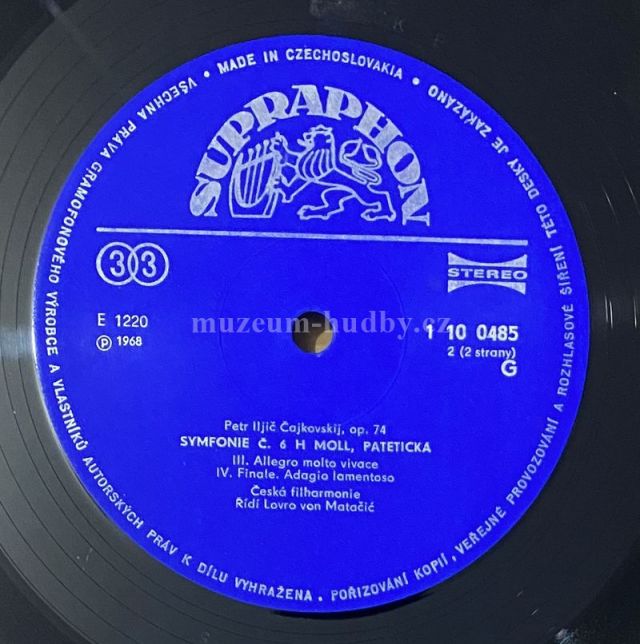 VŠECHNA PRÁVA GRAMOFONOVÉHO VÝROBCE A VLASTNÍKŮ AUTORSKÝCH PRÁV K DÍLU VYHRAŽENA. POŘIZOVÁNÍ KOPIÍ, VEŘEJNÉ PROVOZOVÁNÍ A ROZHLASOVÉ ŠÍŘENÍ TÉTO DESKY JE ZAKÁZÁNO • MADE IN CZECHOSLOVAKIA •
SUPRAPHON
33
STEREO
E 1220
℗ 1968
muzeum-hudby.cz
1 10 0485
2 (2 strany)
G
Petr Iljič Čajkovskij, op. 74
SYMFONIE Č. 6 H MOLL, PATETICKA
III. Allegro molto vivace
IV. Finale. Adagio lamentoso
Česká filharmonie
Řídí Lovro von Matačić